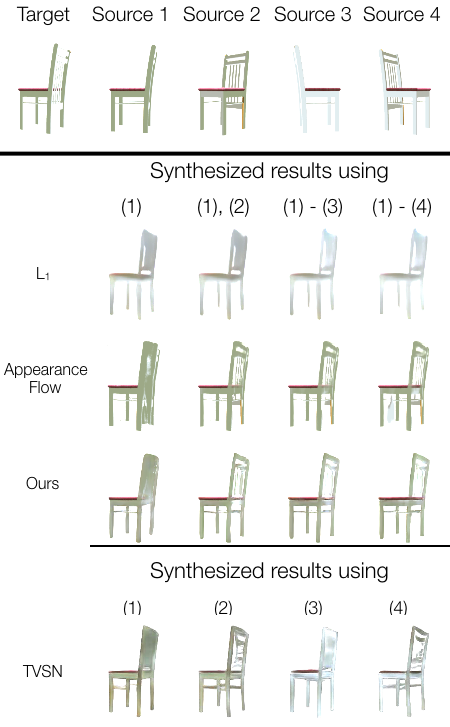 Target Source 1 Source 2 Source 3 Source 4
Synthesized results using
(1) (1), (2) (1) - (3) (1) - (4)
L₁
Appearance
Flow
Ours
Synthesized results using
(1) (2) (3) (4)
TVSN